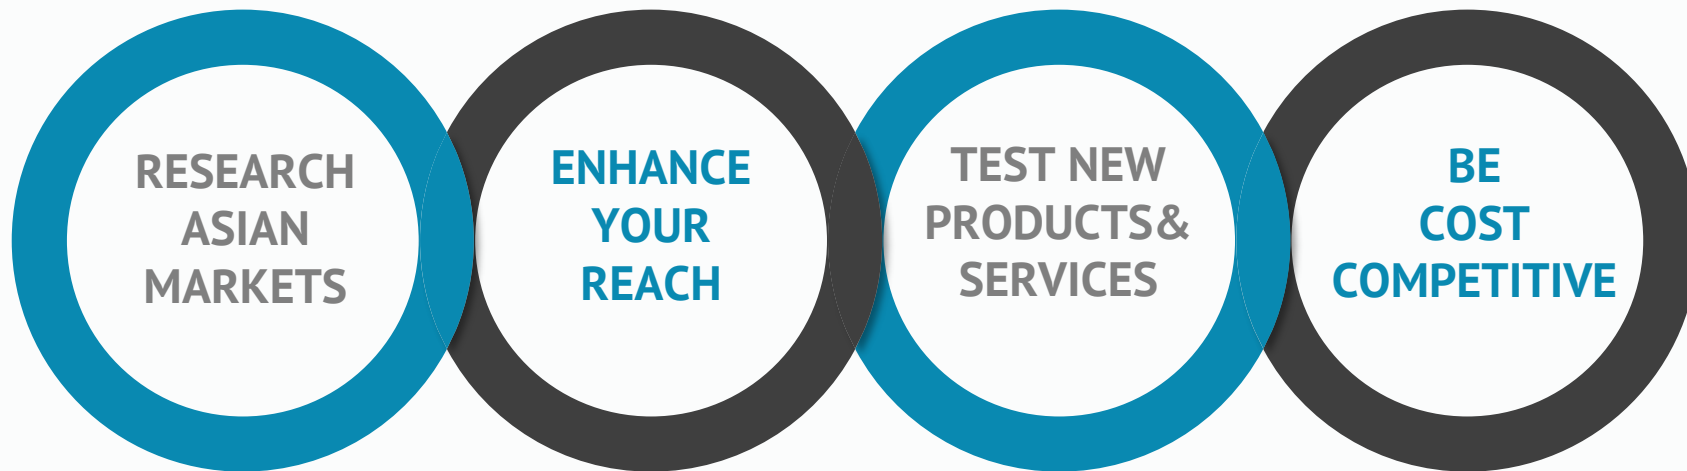 RESEARCH
ASIAN
MARKETS
ENHANCE
YOUR
REACH
TEST NEW
PRODUCTS&
SERVICES
BE
COST
COMPETITIVE